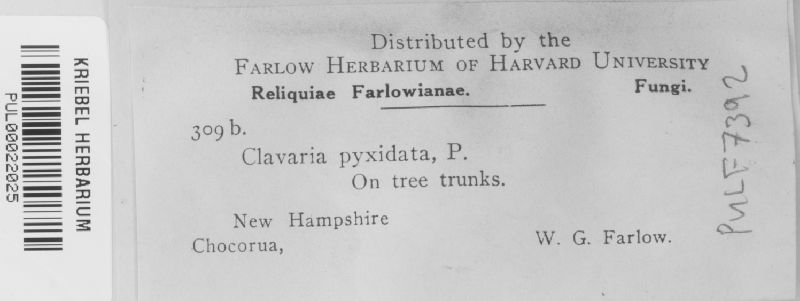 Distributed by the
FARLOW HERBARIUM OF HARVARD UNIVERSITY
Reliquiae Farlowianae. Fungi.
309 b.
Clavaria pyxidata, P.
On tree trunks.
New Hampshire
Chocorua, W. G. Farlow.
KRIEBEL HERBARIUM
PUL00022025
PULF7392